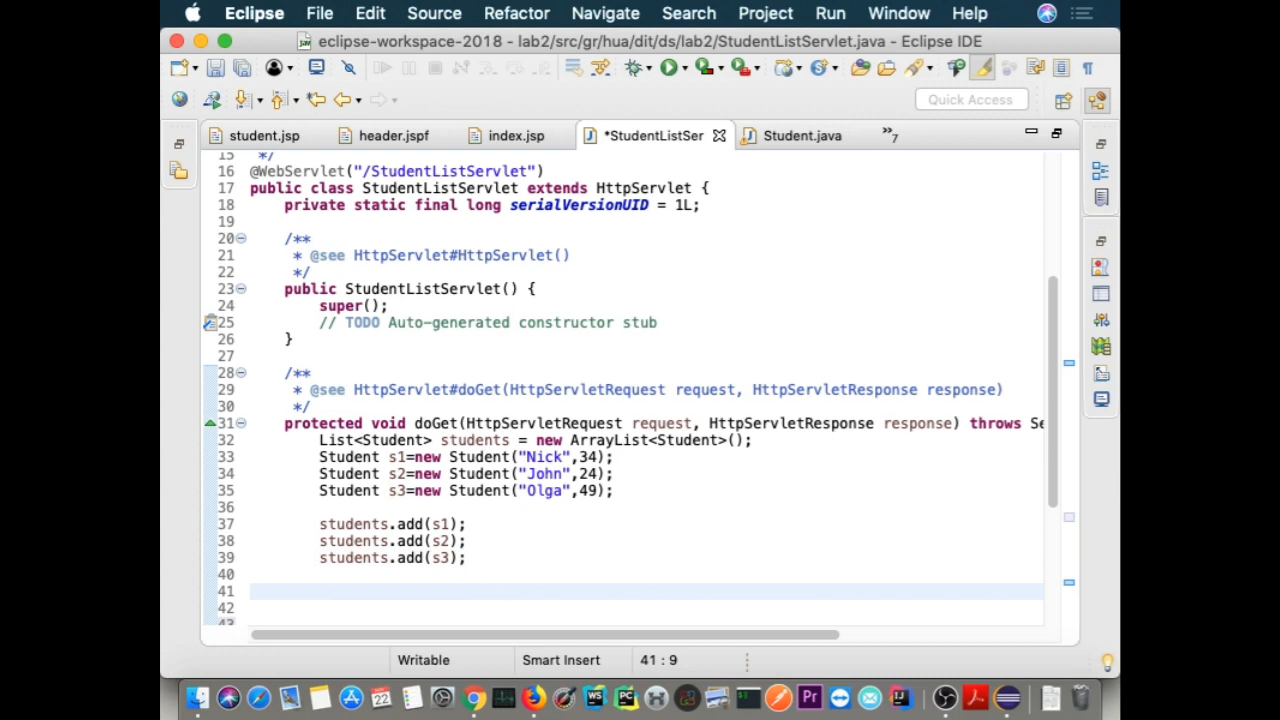 Eclipse File Edit Source Refactor Navigate Search Project Run Window Help
eclipse-workspace-2018 - lab2/src/gr/hua/dit/ds/lab2/StudentListServlet.java - Eclipse IDE
Quick Access
student.jsp header.jspf index.jsp *StudentListSer Student.java »7
15 */
16 @WebServlet("/StudentListServlet")
17 public class StudentListServlet extends HttpServlet {
18 private static final long serialVersionUID = 1L;
19
20 /**
21 * @see HttpServlet#HttpServlet()
22 */
23 public StudentListServlet() {
24 super();
25 // TODO Auto-generated constructor stub
26 }
27
28 /**
29 * @see HttpServlet#doGet(HttpServletRequest request, HttpServletResponse response)
30 */
31 protected void doGet(HttpServletRequest request, HttpServletResponse response) throws Se
32 List<Student> students = new ArrayList<Student>();
33 Student s1=new Student("Nick",34);
34 Student s2=new Student("John",24);
35 Student s3=new Student("Olga",49);
36
37 students.add(s1);
38 students.add(s2);
39 students.add(s3);
40
41
42
43
Writable Smart Insert 41 : 9
22 WS PC Pr